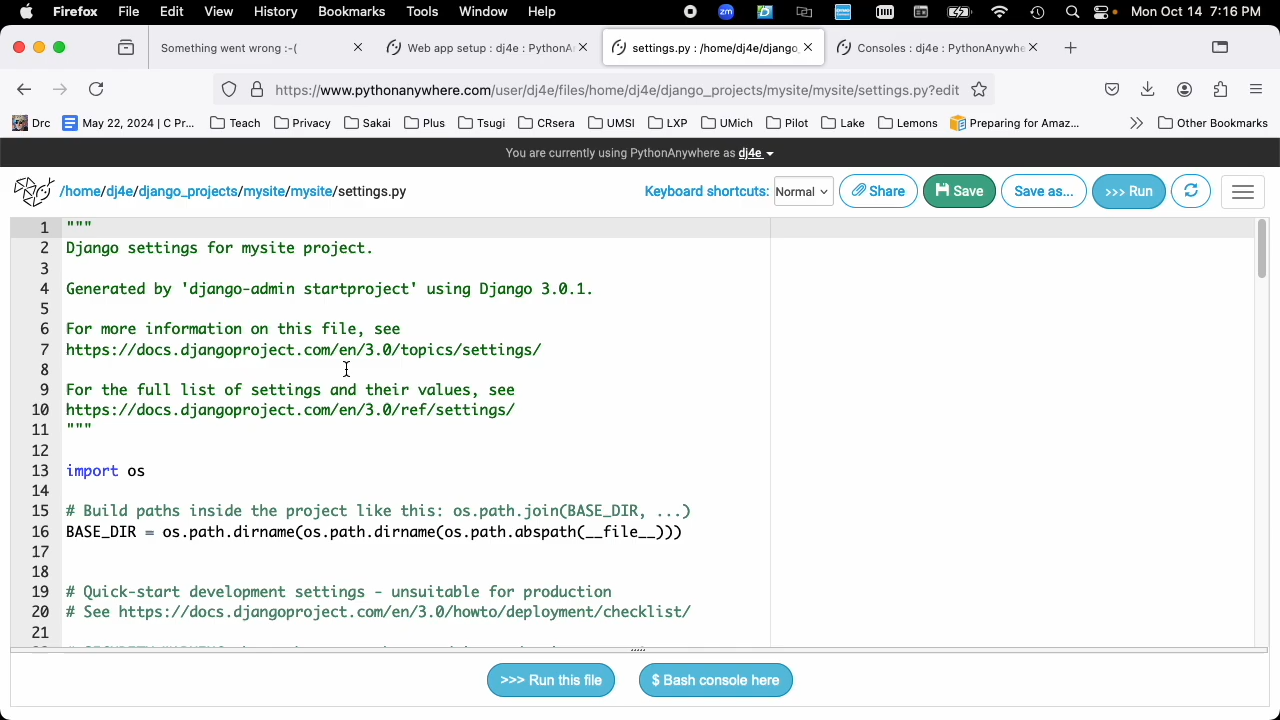 Firefox File Edit View History Bookmarks Tools Window Help zm Mon Oct 14 7:16 PM
Something went wrong :-( Web app setup : dj4e : PythonA settings.py : /home/dj4e/django_ Consoles : dj4e : PythonAnywhe
https://www.pythonanywhere.com/user/dj4e/files/home/dj4e/django_projects/mysite/mysite/settings.py?edit
Drc May 22, 2024 | C Pr... Teach Privacy Sakai Plus Tsugi CRsera UMSI LXP UMich Pilot Lake Lemons Preparing for Amaz... Other Bookmarks
You are currently using PythonAnywhere as dj4e
/home/dj4e/django_projects/mysite/mysite/settings.py Keyboard shortcuts: Normal Share Save Save as... >>> Run
1 """
2 Django settings for mysite project.
3
4 Generated by 'django-admin startproject' using Django 3.0.1.
5
6 For more information on this file, see
7 https://docs.djangoproject.com/en/3.0/topics/settings/
8
9 For the full list of settings and their values, see
10 https://docs.djangoproject.com/en/3.0/ref/settings/
11 """
12
13 import os
14
15 # Build paths inside the project like this: os.path.join(BASE_DIR, ...)
16 BASE_DIR = os.path.dirname(os.path.dirname(os.path.abspath(__file__)))
17
18
19 # Quick-start development settings - unsuitable for production
20 # See https://docs.djangoproject.com/en/3.0/howto/deployment/checklist/
21
>>> Run this file $ Bash console here